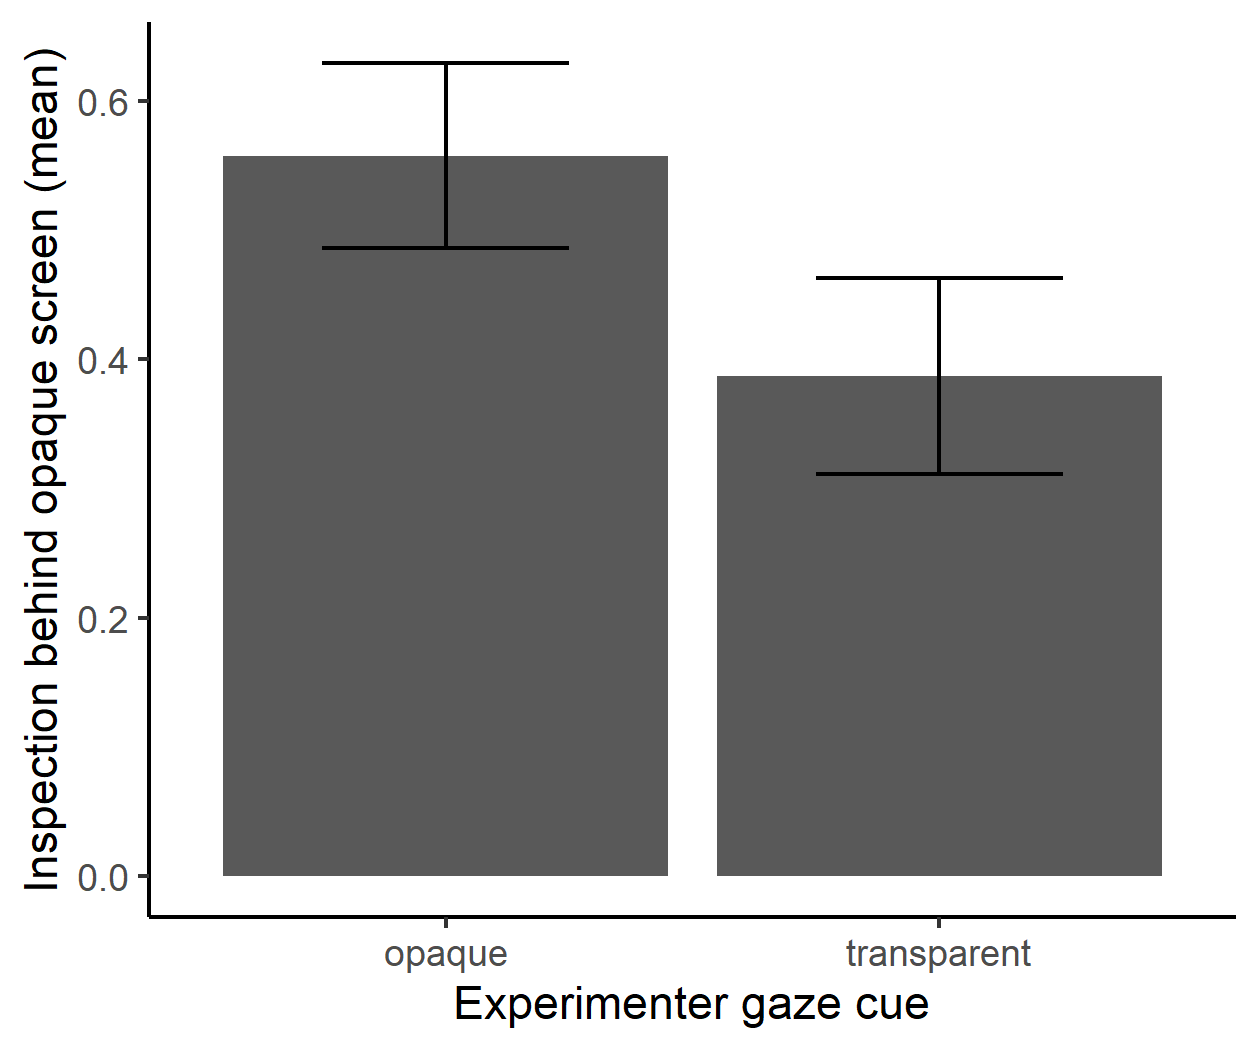 Inspection behind opaque screen (mean)
0.6
0.4
0.2
0.0
opaque transparent
Experimenter gaze cue